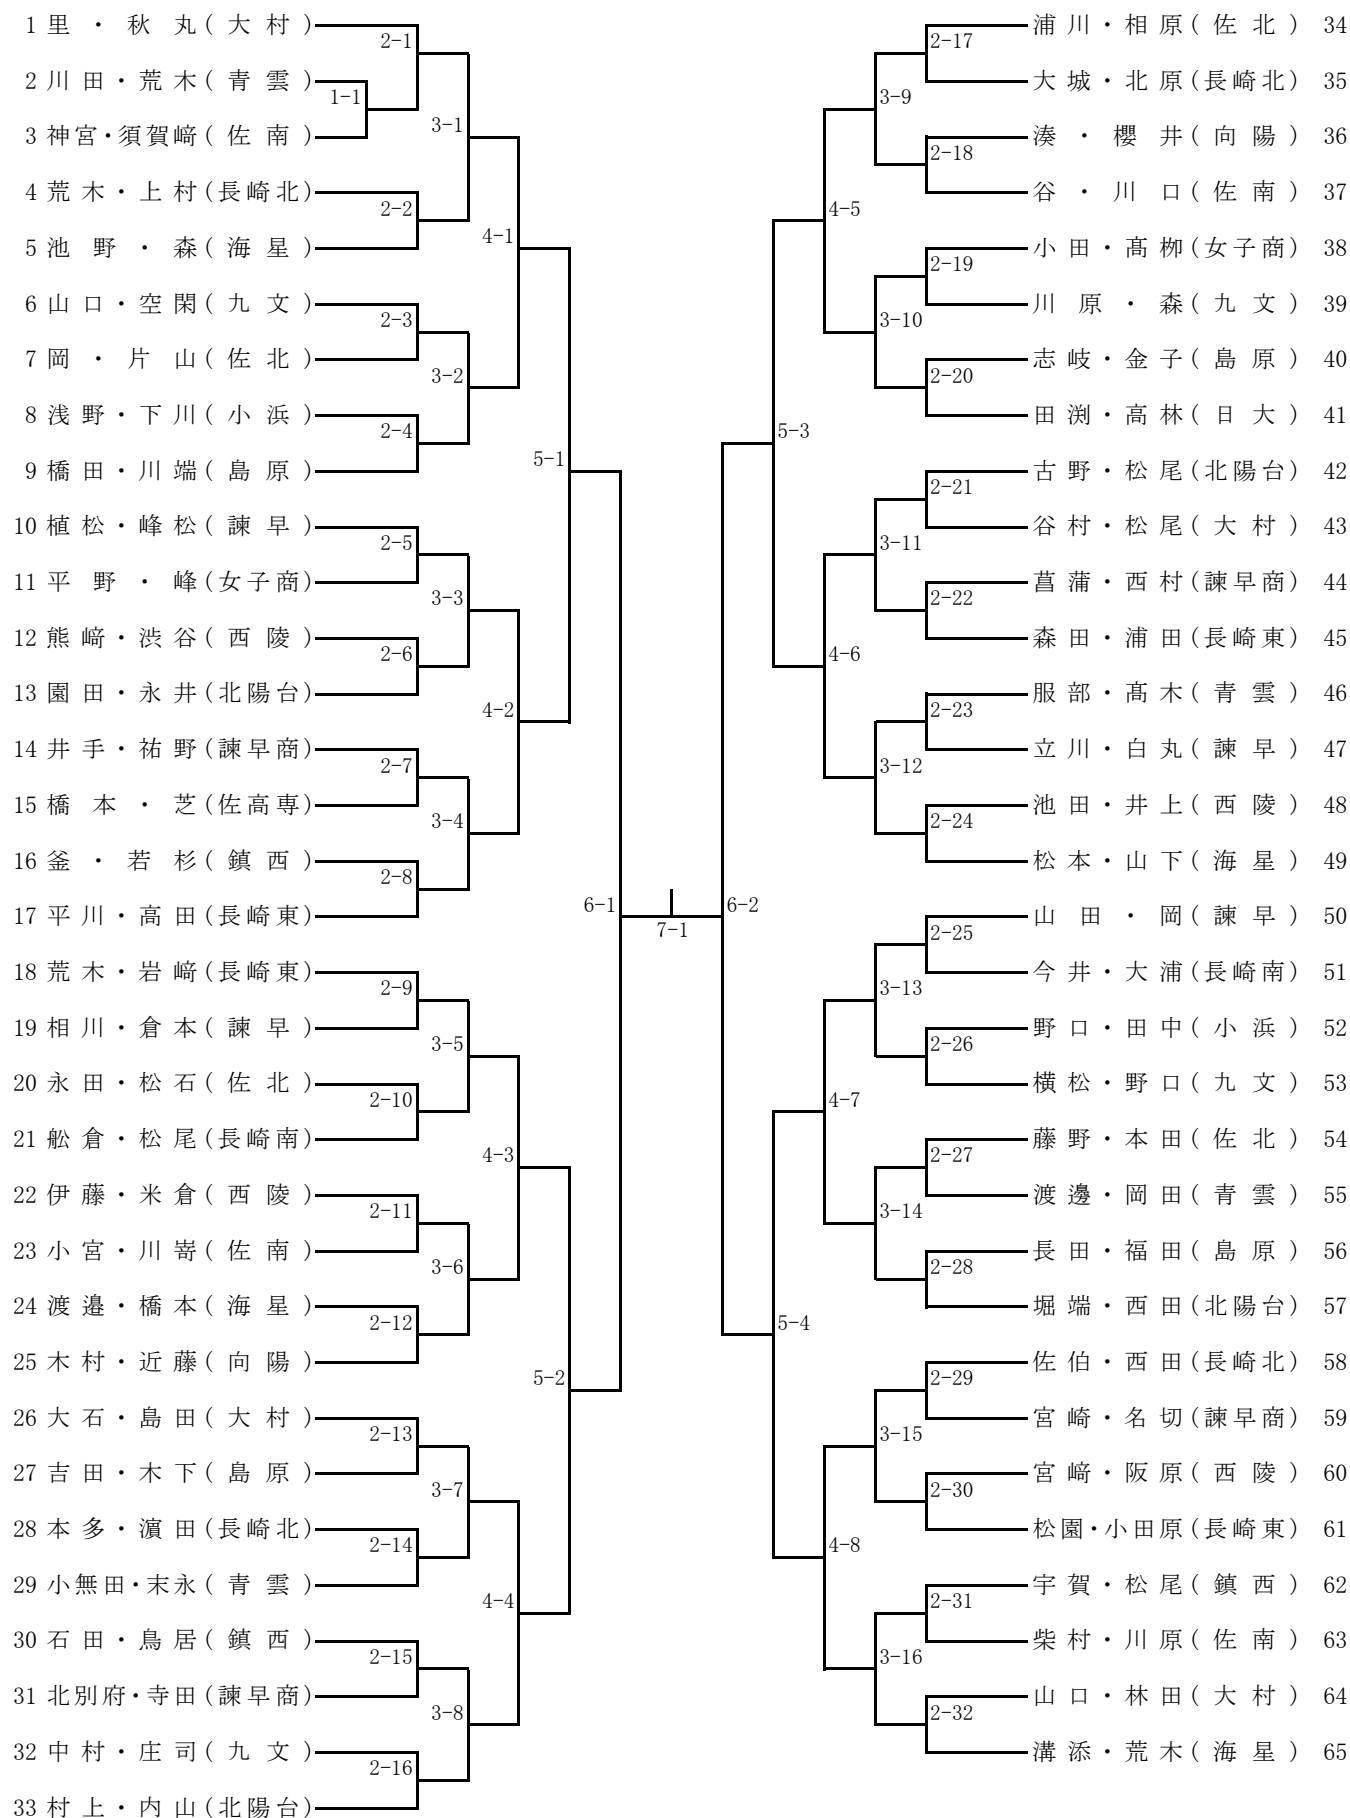 1 里・秋丸(大村)
2 川田・荒木(青雲)
3 神宮・須賀﨑(佐南)
4 荒木・上村(長崎北)
5 池野・森(海星)
6 山口・空閑(九文)
7 岡・片山(佐北)
8 浅野・下川(小浜)
9 橋田・川端(島原)
10 植松・峰松(諫早)
11 平野・峰(女子商)
12 熊﨑・渋谷(西陵)
13 園田・永井(北陽台)
14 井手・祐野(諫早商)
15 橋本・芝(佐高専)
16 釜・若杉(鎮西)
17 平川・高田(長崎東)
18 荒木・岩﨑(長崎東)
19 相川・倉本(諫早)
20 永田・松石(佐北)
21 舩倉・松尾(長崎南)
22 伊藤・米倉(西陵)
23 小宮・川嵜(佐南)
24 渡邉・橋本(海星)
25 木村・近藤(向陽)
26 大石・島田(大村)
27 吉田・木下(島原)
28 本多・濵田(長崎北)
29 小無田・末永(青雲)
30 石田・鳥居(鎮西)
31 北別府・寺田(諫早商)
32 中村・庄司(九文)
33 村上・内山(北陽台)
1-1
2-1
2-2
2-3
2-4
2-5
2-6
2-7
2-8
2-9
2-10
2-11
2-12
2-13
2-14
2-15
2-16
3-1
3-2
3-3
3-4
3-5
3-6
3-7
3-8
4-1
4-2
4-3
4-4
5-1
5-2
6-1
7-1
6-2
5-3
5-4
4-5
4-6
4-7
4-8
3-9
3-10
3-11
3-12
3-13
3-14
3-15
3-16
2-17
2-18
2-19
2-20
2-21
2-22
2-23
2-24
2-25
2-26
2-27
2-28
2-29
2-30
2-31
2-32
浦川・相原(佐北) 34
大城・北原(長崎北) 35
湊・櫻井(向陽) 36
谷・川口(佐南) 37
小田・髙栁(女子商) 38
川原・森(九文) 39
志岐・金子(島原) 40
田渕・高林(日大) 41
古野・松尾(北陽台) 42
谷村・松尾(大村) 43
菖蒲・西村(諫早商) 44
森田・浦田(長崎東) 45
服部・髙木(青雲) 46
立川・白丸(諫早) 47
池田・井上(西陵) 48
松本・山下(海星) 49
山田・岡(諫早) 50
今井・大浦(長崎南) 51
野口・田中(小浜) 52
横松・野口(九文) 53
藤野・本田(佐北) 54
渡邊・岡田(青雲) 55
長田・福田(島原) 56
堀端・西田(北陽台) 57
佐伯・西田(長崎北) 58
宮崎・名切(諫早商) 59
宮﨑・阪原(西陵) 60
松園・小田原(長崎東) 61
宇賀・松尾(鎮西) 62
柴村・川原(佐南) 63
山口・林田(大村) 64
溝添・荒木(海星) 65